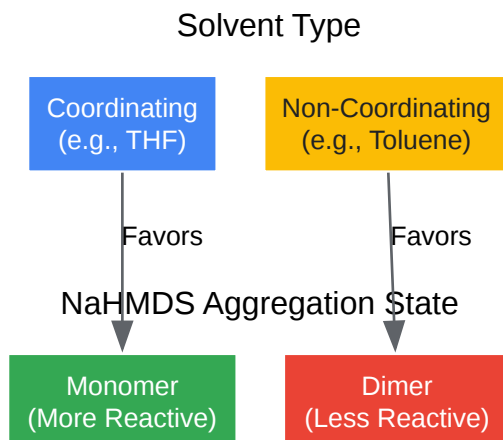 Solvent Type
Coordinating
(e.g., THF)
Non-Coordinating
(e.g., Toluene)
Favors
Favors
NaHMDS Aggregation State
Monomer
(More Reactive)
Dimer
(Less Reactive)